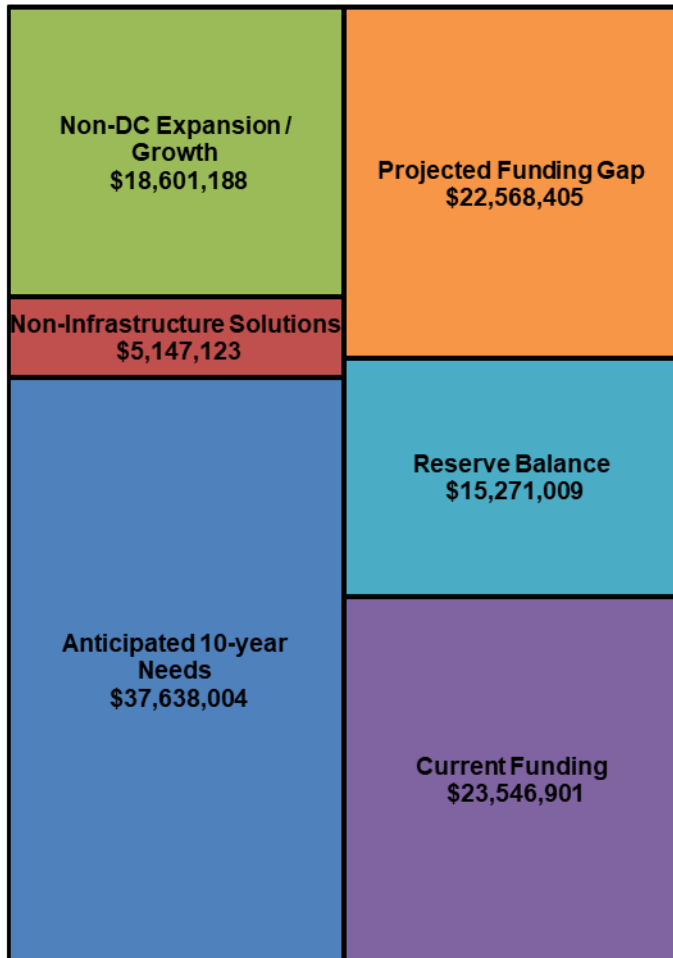 Non-DC Expansion /
Growth
$18,601,188
Non-Infrastructure Solutions
$5,147,123
Anticipated 10-year
Needs
$37,638,004
Projected Funding Gap
$22,568,405
Reserve Balance
$15,271,009
Current Funding
$23,546,901